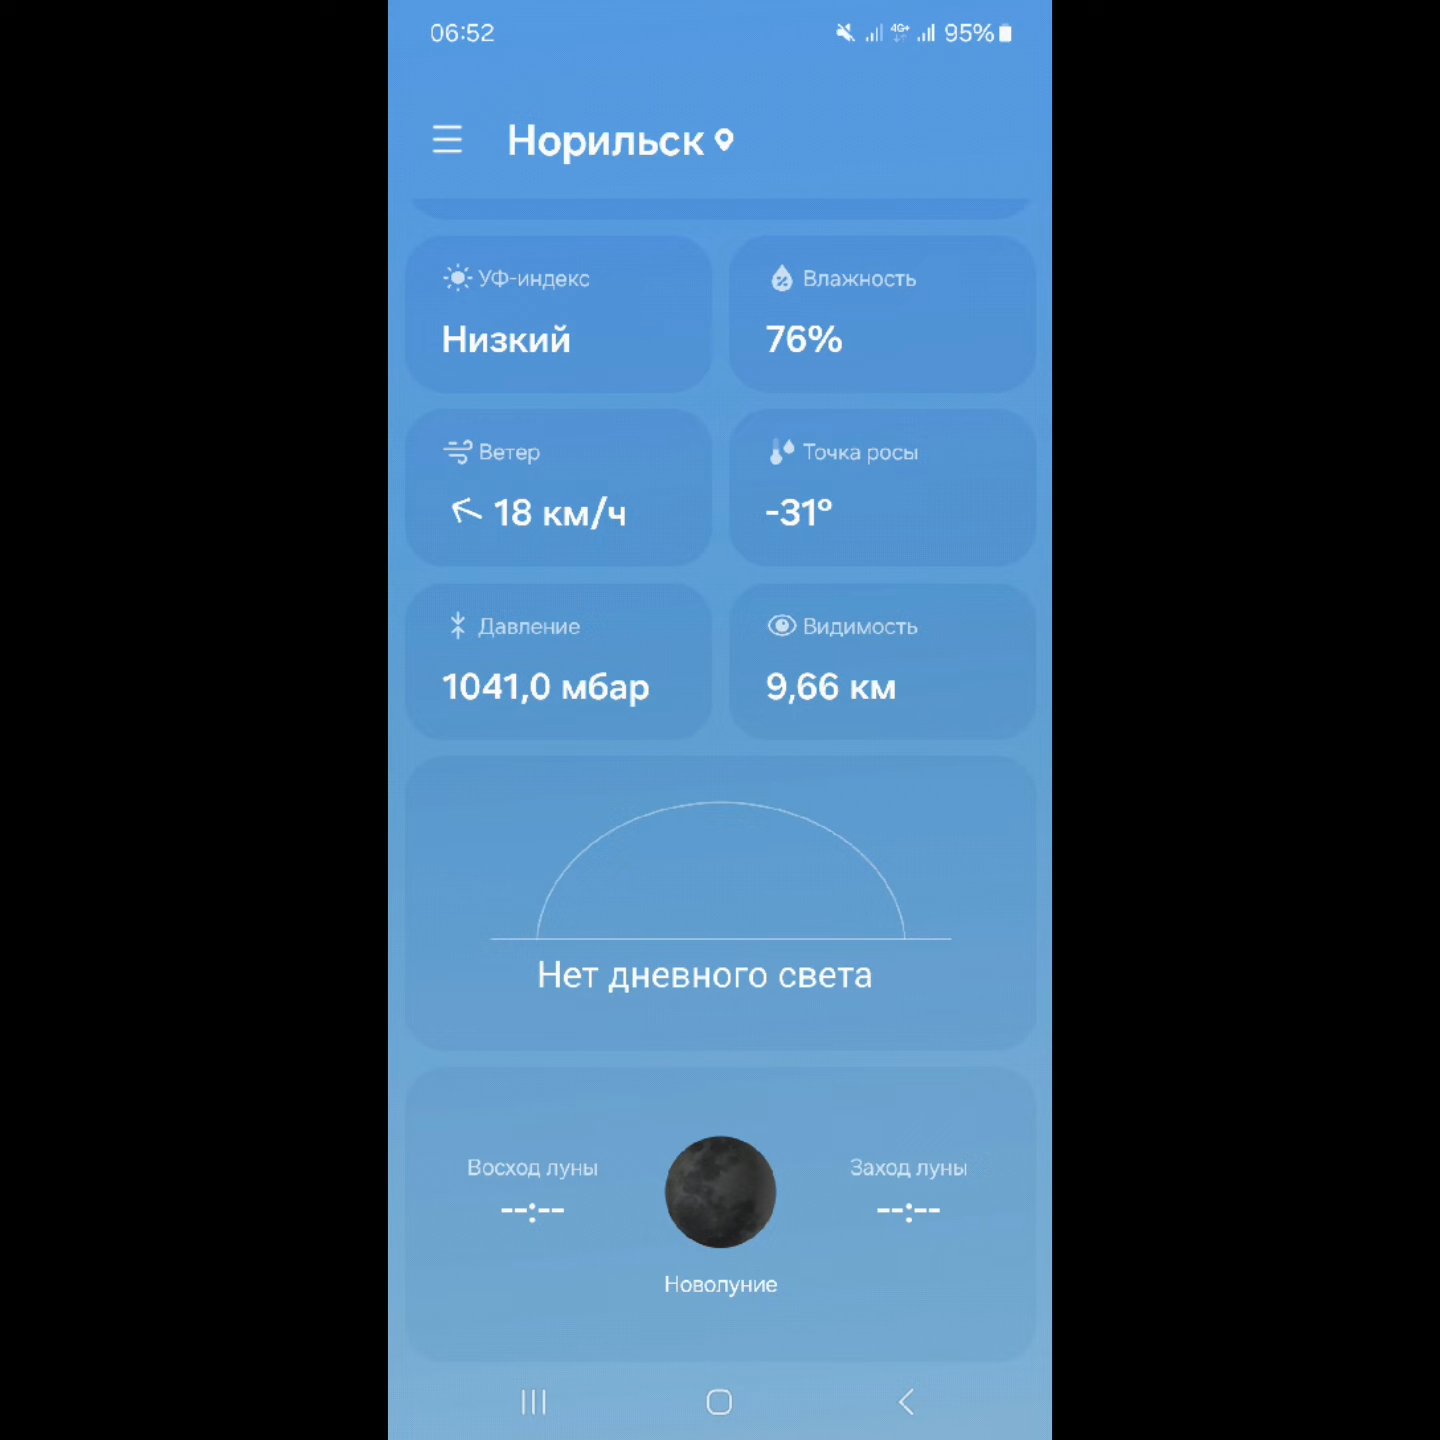 06:52 4G+ 95%
Норильск
УФ-индекс Влажность
Низкий 76%
Ветер Точка росы
18 км/ч -31°
Давление Видимость
1041,0 мбар 9,66 км
Нет дневного света
Восход луны Заход луны
--:-- --:--
Новолуние